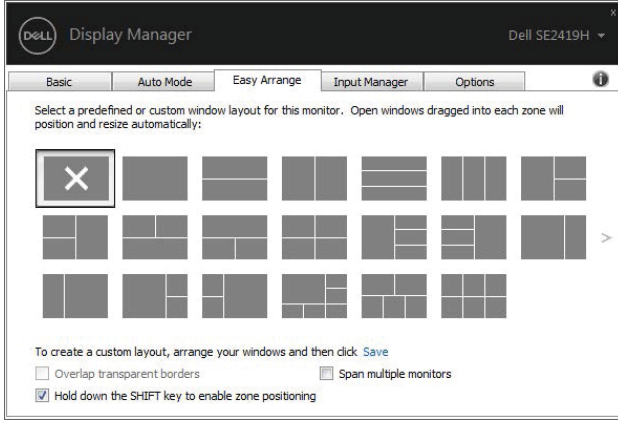 x
DELL Display Manager Dell SE2419H
Basic Auto Mode Easy Arrange Input Manager Options i
Select a predefined or custom window layout for this monitor. Open windows dragged into each zone will
position and resize automatically:
>
To create a custom layout, arrange your windows and then click Save
Overlap transparent borders Span multiple monitors
Hold down the SHIFT key to enable zone positioning